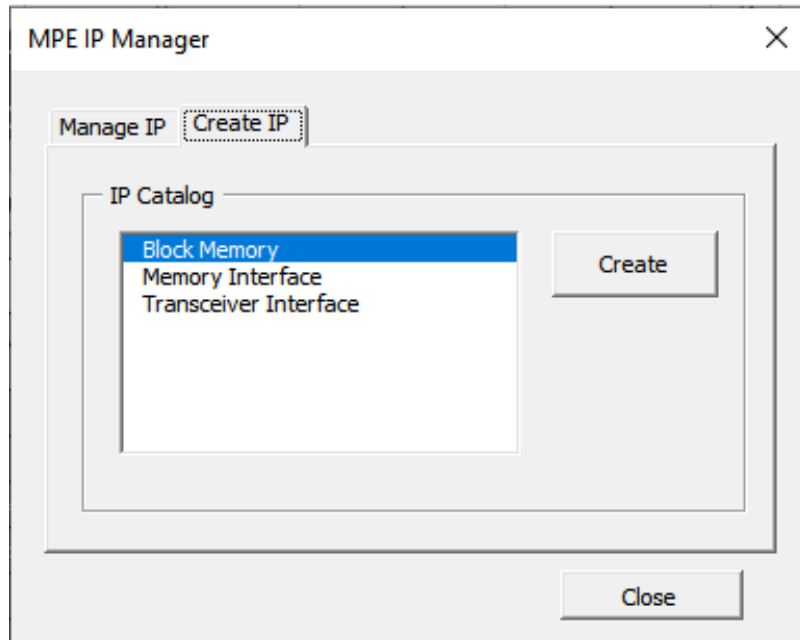 MPE IP Manager
Manage IP
Create IP
IP Catalog
Block Memory
Memory Interface
Transceiver Interface
Create
Close